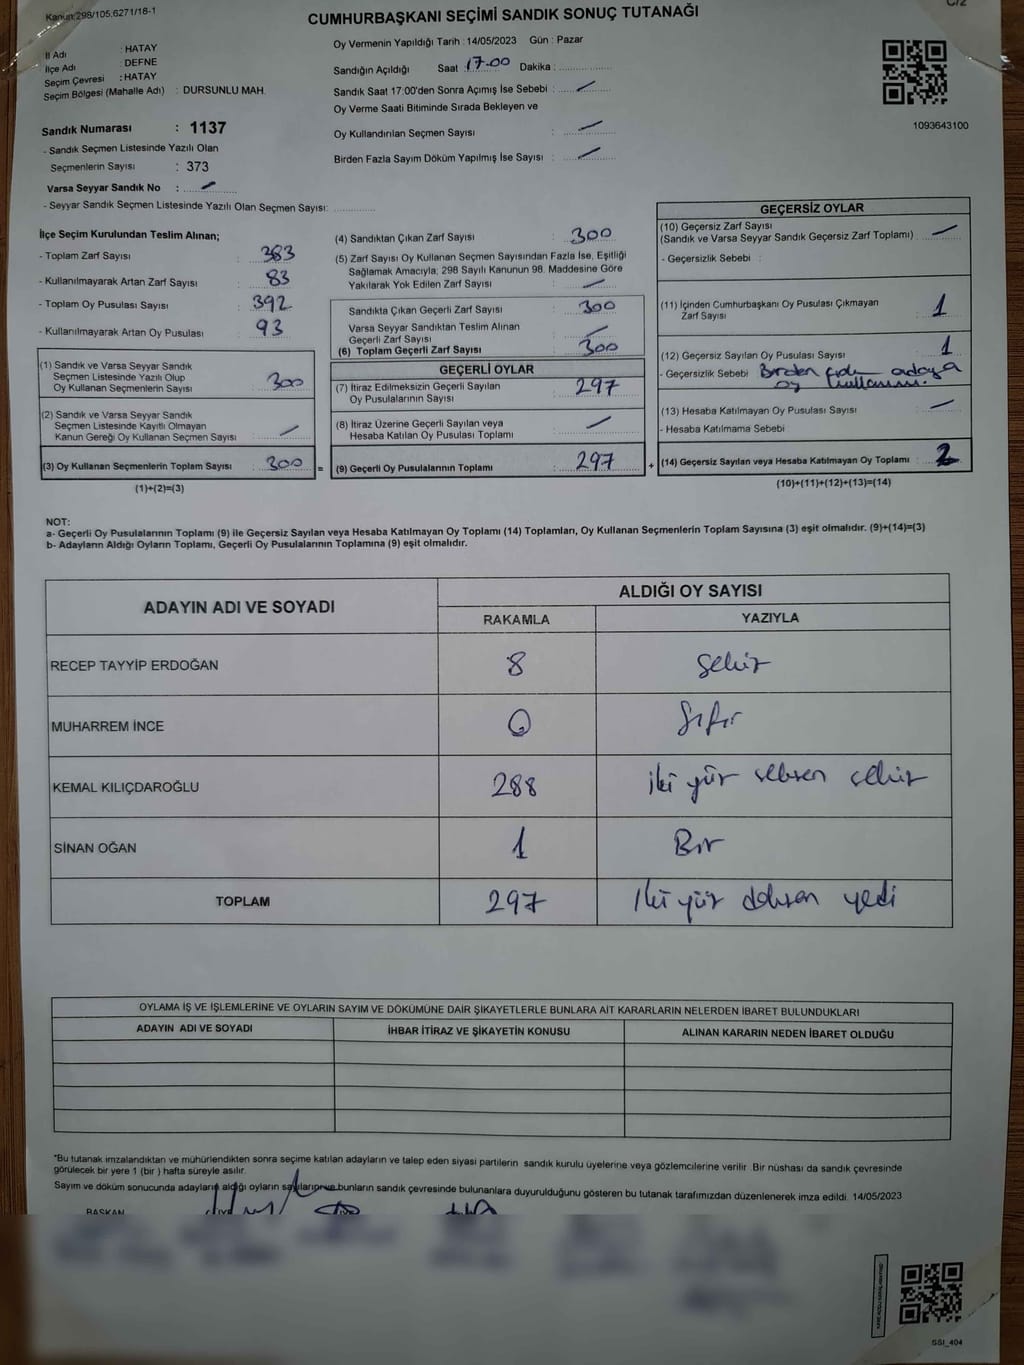 Kanun:298/105,6271/18-1
C/2
CUMHURBAŞKANI SEÇİMİ SANDIK SONUÇ TUTANAĞI
İl Adı : HATAY
İlçe Adı : DEFNE
Seçim Çevresi : HATAY
Seçim Bölgesi (Mahalle Adı) : DURSUNLU MAH.
Sandık Numarası : 1137
- Sandık Seçmen Listesinde Yazılı Olan
Seçmenlerin Sayısı : 373
Varsa Seyyar Sandık No :
- Seyyar Sandık Seçmen Listesinde Yazılı Olan Seçmen Sayısı:
Oy Vermenin Yapıldığı Tarih : 14/05/2023 Gün : Pazar
Sandığın Açıldığı Saat 17.00 Dakika :
Sandık Saat 17:00'den Sonra Açımış İse Sebebi :
Oy Verme Saati Bitiminde Sırada Bekleyen ve
Oy Kullandırılan Seçmen Sayısı :
Birden Fazla Sayım Döküm Yapılmış İse Sayısı :
1093643100
İlçe Seçim Kurulundan Teslim Alınan;
- Toplam Zarf Sayısı : 383
- Kullanılmayarak Artan Zarf Sayısı : 83
- Toplam Oy Pusulası Sayısı : 392
- Kullanılmayarak Artan Oy Pusulası : 93
(1) Sandık ve Varsa Seyyar Sandık
Seçmen Listesinde Yazılı Olup
Oy Kullanan Seçmenlerin Sayısı : 300
(2) Sandık ve Varsa Seyyar Sandık
Seçmen Listesinde Kayıtlı Olmayan
Kanun Gereği Oy Kullanan Seçmen Sayısı :
(3) Oy Kullanan Seçmenlerin Toplam Sayısı : 300 =
(1)+(2)=(3)
(4) Sandıktan Çıkan Zarf Sayısı : 300
(5) Zarf Sayısı Oy Kullanan Seçmen Sayısından Fazla İse, Eşitliği
Sağlamak Amacıyla; 298 Sayılı Kanunun 98. Maddesine Göre
Yakılarak Yok Edilen Zarf Sayısı :
Sandıkta Çıkan Geçerli Zarf Sayısı : 300
Varsa Seyyar Sandıktan Teslim Alınan
Geçerli Zarf Sayısı :
(6) Toplam Geçerli Zarf Sayısı : 300
GEÇERLİ OYLAR
(7) İtiraz Edilmeksizin Geçerli Sayılan
Oy Pusulalarının Sayısı : 297
(8) İtiraz Üzerine Geçerli Sayılan veya
Hesaba Katılan Oy Pusulası Toplamı :
(9) Geçerli Oy Pusulalarının Toplamı : 297 +
GEÇERSİZ OYLAR
(10) Geçersiz Zarf Sayısı
(Sandık ve Varsa Seyyar Sandık Geçersiz Zarf Toplamı) :
- Geçersizlik Sebebi :
(11) İçinden Cumhurbaşkanı Oy Pusulası Çıkmayan
Zarf Sayısı : 1
(12) Geçersiz Sayılan Oy Pusulası Sayısı : 1
- Geçersizlik Sebebi Birden fazla adaya
oy kullanımı.
(13) Hesaba Katılmayan Oy Pusulası Sayısı :
- Hesaba Katılmama Sebebi
(14) Geçersiz Sayılan veya Hesaba Katılmayan Oy Toplamı : 2
(10)+(11)+(12)+(13)=(14)
NOT:
a- Geçerli Oy Pusulalarının Toplamı (9) ile Geçersiz Sayılan veya Hesaba Katılmayan Oy Toplamı (14) Toplamları, Oy Kullanan Seçmenlerin Toplam Sayısına (3) eşit olmalıdır. (9)+(14)=(3)
b- Adayların Aldığı Oyların Toplamı, Geçerli Oy Pusulalarının Toplamına (9) eşit olmalıdır.
ADAYIN ADI VE SOYADI
ALDIĞI OY SAYISI
RAKAMLA YAZIYLA
RECEP TAYYİP ERDOĞAN 8 Sekiz
MUHARREM İNCE 0 Sıfır
KEMAL KILIÇDAROĞLU 288 iki yüz seksen sekiz
SİNAN OĞAN 1 Bir
TOPLAM 297 İki yüz doksan yedi
OYLAMA İŞ VE İŞLEMLERİNE VE OYLARIN SAYIM VE DÖKÜMÜNE DAİR ŞİKAYETLERLE BUNLARA AİT KARARLARIN NELERDEN İBARET BULUNDUKLARI
ADAYIN ADI VE SOYADI İHBAR İTİRAZ VE ŞİKAYETİN KONUSU ALINAN KARARIN NEDEN İBARET OLDUĞU
*Bu tutanak imzalandıktan ve mühürlendikten sonra seçime katılan adayların ve talep eden siyasi partilerin sandık kurulu üyelerine veya gözlemcilerine verilir. Bir nüshası da sandık çevresinde
görülecek bir yere 1 (bir) hafta süreyle asılır.
Sayım ve döküm sonucunda adayların aldığı oyların sayıları ve bunların sandık çevresinde bulunanlara duyurulduğunu gösteren bu tutanak tarafımızdan düzenlenerek imza edildi. 14/05/2023
BAŞKAN
SSI_404